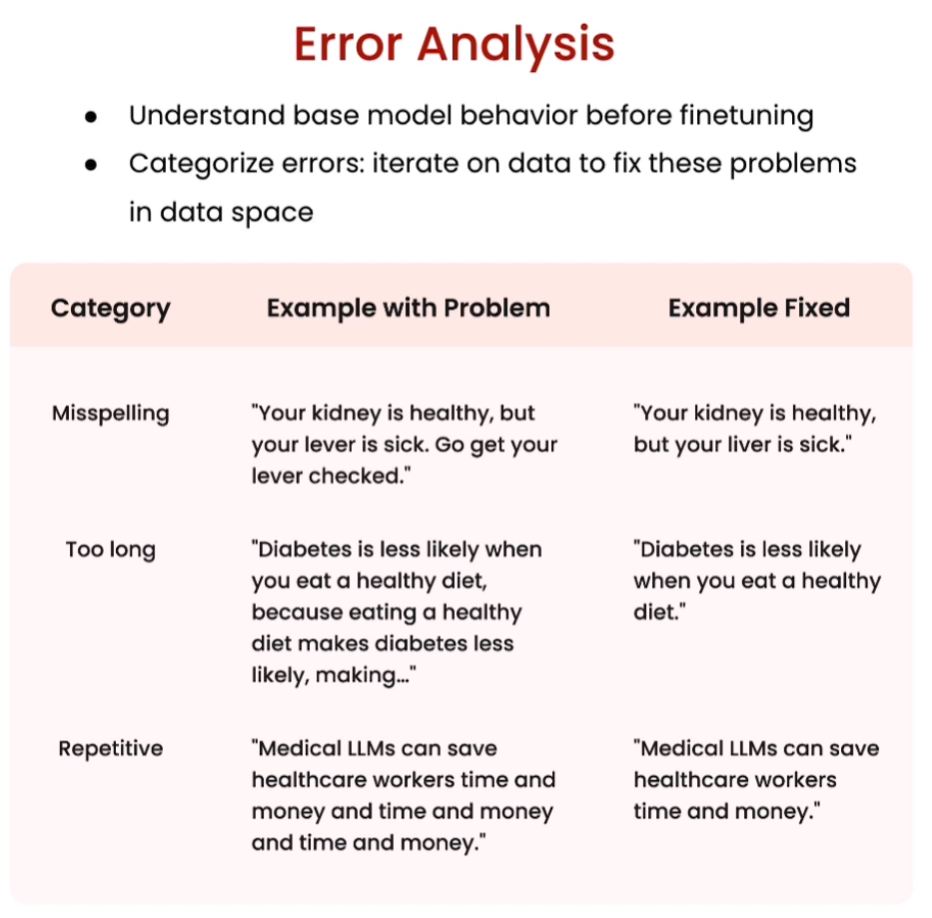 Error Analysis
● Understand base model behavior before finetuning
● Categorize errors: iterate on data to fix these problems
in data space
Category Example with Problem Example Fixed
Misspelling
"Your kidney is healthy, but
your lever is sick. Go get your
lever checked."
"Your kidney is healthy,
but your liver is sick."
Too long
"Diabetes is less likely when
you eat a healthy diet,
because eating a healthy
diet makes diabetes less
likely, making..."
"Diabetes is less likely
when you eat a healthy
diet."
Repetitive
"Medical LLMs can save
healthcare workers time and
money and time and money
and time and money."
"Medical LLMs can save
healthcare workers
time and money."